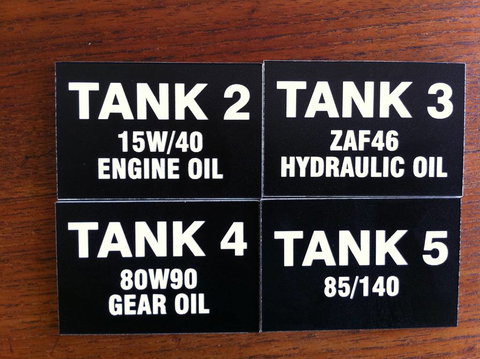 TANK 2
15W/40
ENGINE OIL
TANK 3
ZAF46
HYDRAULIC OIL
TANK 4
80W90
GEAR OIL
TANK 5
85/140